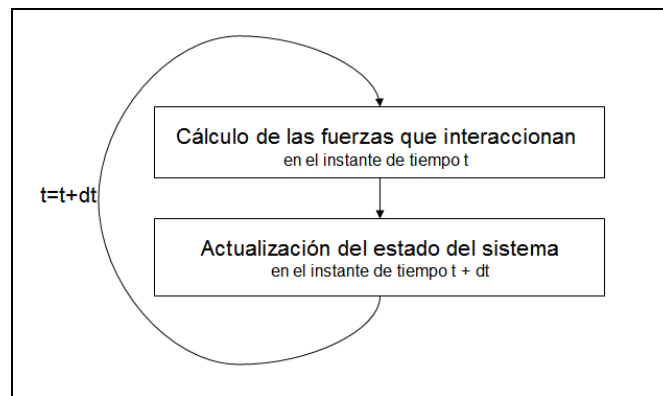 Cálculo de las fuerzas que interaccionan
en el instante de tiempo t
t=t+dt
Actualización del estado del sistema
en el instante de tiempo t + dt